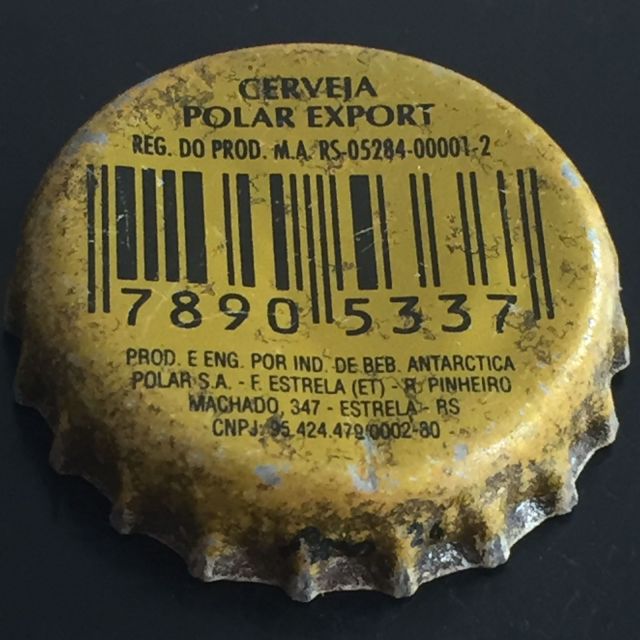 CERVEJA
POLAR EXPORT
REG. DO PROD. M.A. RS-05284-00001-2
7890 5337
PROD. E ENG. POR IND. DE BEB. ANTARCTICA
POLAR S.A. - F. ESTRELA (ET) - R. PINHEIRO
MACHADO, 347 - ESTRELA - RS
CNPJ: 95.424.479/0002-80